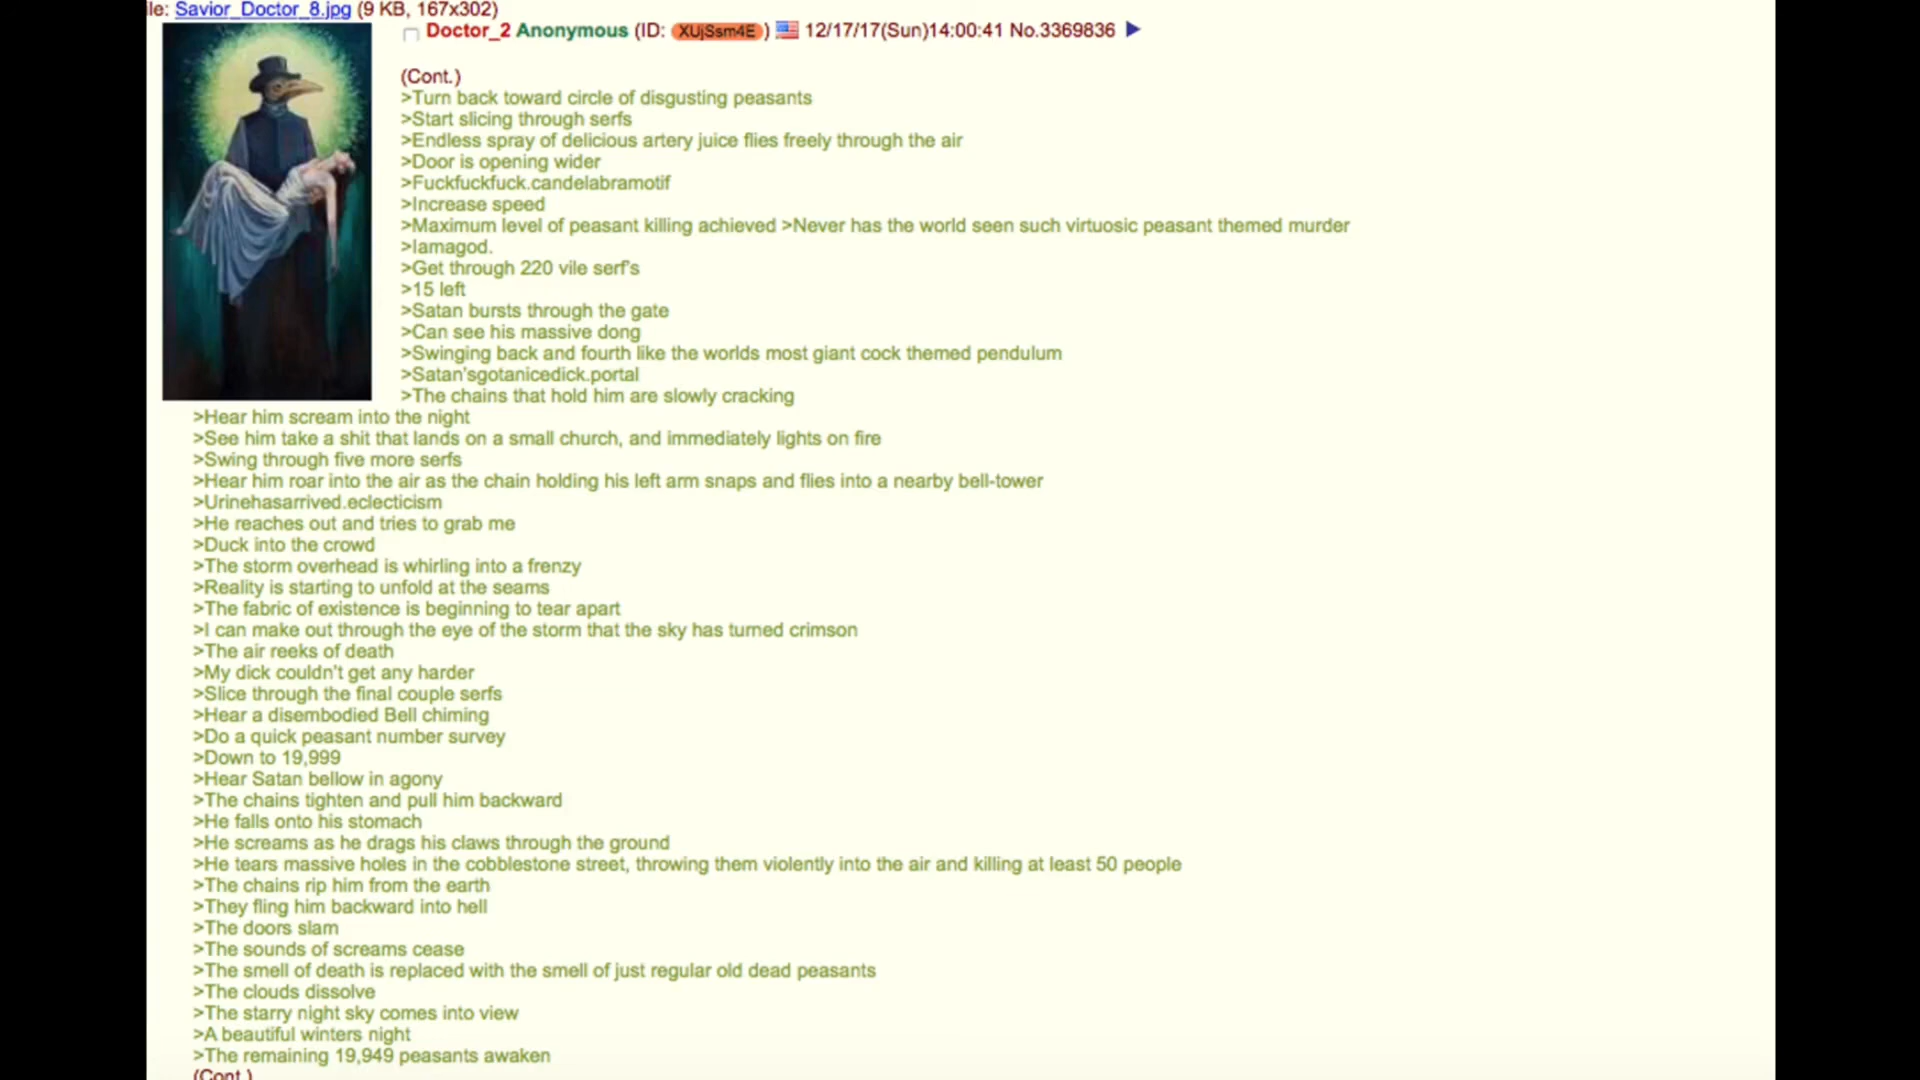 ile: Savior_Doctor_8.jpg (9 KB, 167x302)
Doctor_2 Anonymous (ID: XUjSsm4E) 12/17/17(Sun)14:00:41 No.3369836
(Cont.)
>Turn back toward circle of disgusting peasants
>Start slicing through serfs
>Endless spray of delicious artery juice flies freely through the air
>Door is opening wider
>Fuckfuckfuck.candelabramotif
>Increase speed
>Maximum level of peasant killing achieved >Never has the world seen such virtuosic peasant themed murder
>Iamagod.
>Get through 220 vile serf's
>15 left
>Satan bursts through the gate
>Can see his massive dong
>Swinging back and fourth like the worlds most giant cock themed pendulum
>Satan'sgotanicedick.portal
>The chains that hold him are slowly cracking
>Hear him scream into the night
>See him take a shit that lands on a small church, and immediately lights on fire
>Swing through five more serfs
>Hear him roar into the air as the chain holding his left arm snaps and flies into a nearby bell-tower
>Urinehasarrived.eclecticism
>He reaches out and tries to grab me
>Duck into the crowd
>The storm overhead is whirling into a frenzy
>Reality is starting to unfold at the seams
>The fabric of existence is beginning to tear apart
>I can make out through the eye of the storm that the sky has turned crimson
>The air reeks of death
>My dick couldn't get any harder
>Slice through the final couple serfs
>Hear a disembodied Bell chiming
>Do a quick peasant number survey
>Down to 19,999
>Hear Satan bellow in agony
>The chains tighten and pull him backward
>He falls onto his stomach
>He screams as he drags his claws through the ground
>He tears massive holes in the cobblestone street, throwing them violently into the air and killing at least 50 people
>The chains rip him from the earth
>They fling him backward into hell
>The doors slam
>The sounds of screams cease
>The smell of death is replaced with the smell of just regular old dead peasants
>The clouds dissolve
>The starry night sky comes into view
>A beautiful winters night
>The remaining 19,949 peasants awaken
(Cont.)